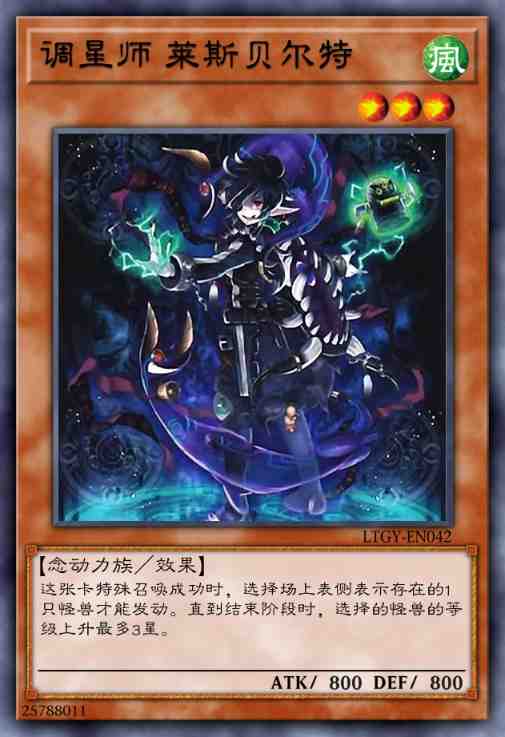 调星师 莱斯贝尔特
風
LTGY-EN042
【念动力族／效果】
这张卡特殊召唤成功时，选择场上表侧表示存在的1
只怪兽才能发动。直到结束阶段时，选择的怪兽的等
级上升最多3星。
ATK/ 800 DEF/ 800
25788011